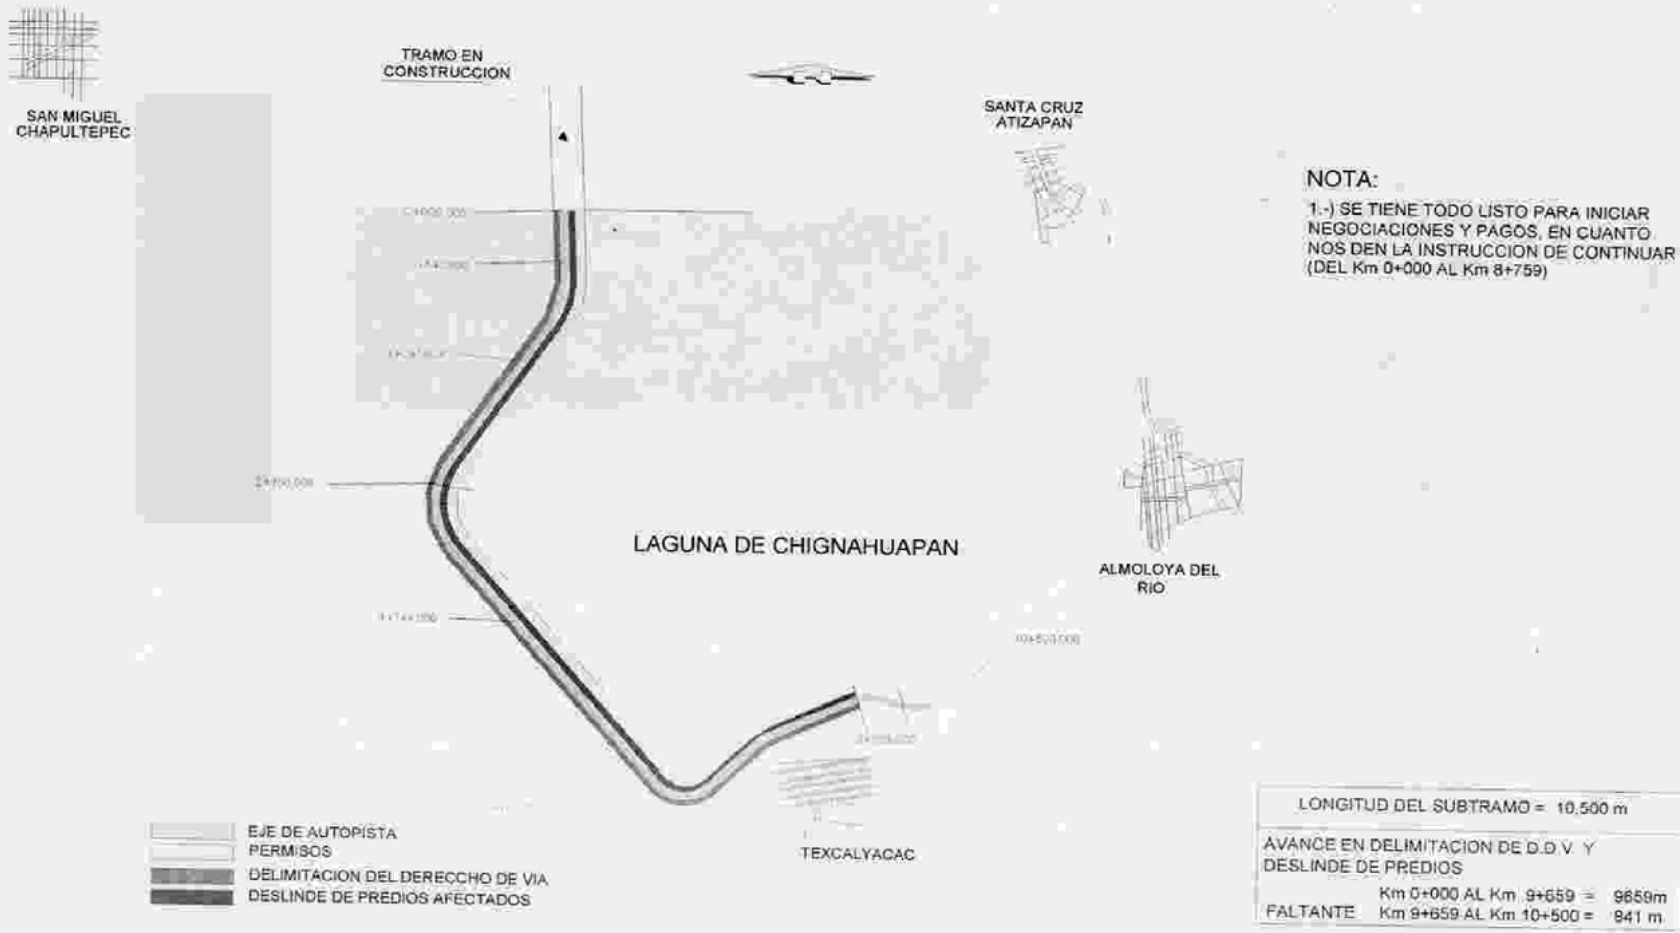 TRAMO EN
CONSTRUCCION
SAN MIGUEL
CHAPULTEPEC
SANTA CRUZ
ATIZAPAN
NOTA:
1.-) SE TIENE TODO LISTO PARA INICIAR
NEGOCIACIONES Y PAGOS, EN CUANTO
NOS DEN LA INSTRUCCION DE CONTINUAR
(DEL Km 0+000 AL Km 8+759)
LAGUNA DE CHIGNAHUAPAN
ALMOLOYA DEL
RIO
TEXCALYACAC
EJE DE AUTOPISTA
PERMISOS
DELIMITACION DEL DERECCHO DE VIA
DESLINDE DE PREDIOS AFECTADOS
LONGITUD DEL SUBTRAMO = 10,500 m
AVANCE EN DELIMITACION DE D.D.V. Y
DESLINDE DE PREDIOS
Km 0+000 AL Km 9+659 = 9659m
FALTANTE Km 9+659 AL Km 10+500 = 841 m